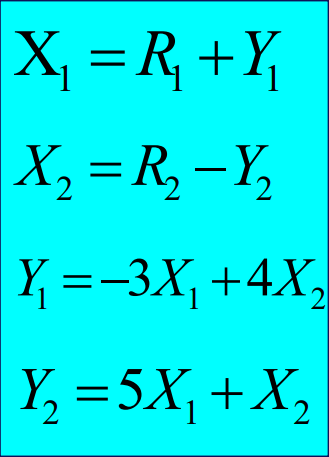 X₁ = R₁ + Y₁
X₂ = R₂ − Y₂
Y₁ = −3X₁ + 4X₂
Y₂ = 5X₁ + X₂